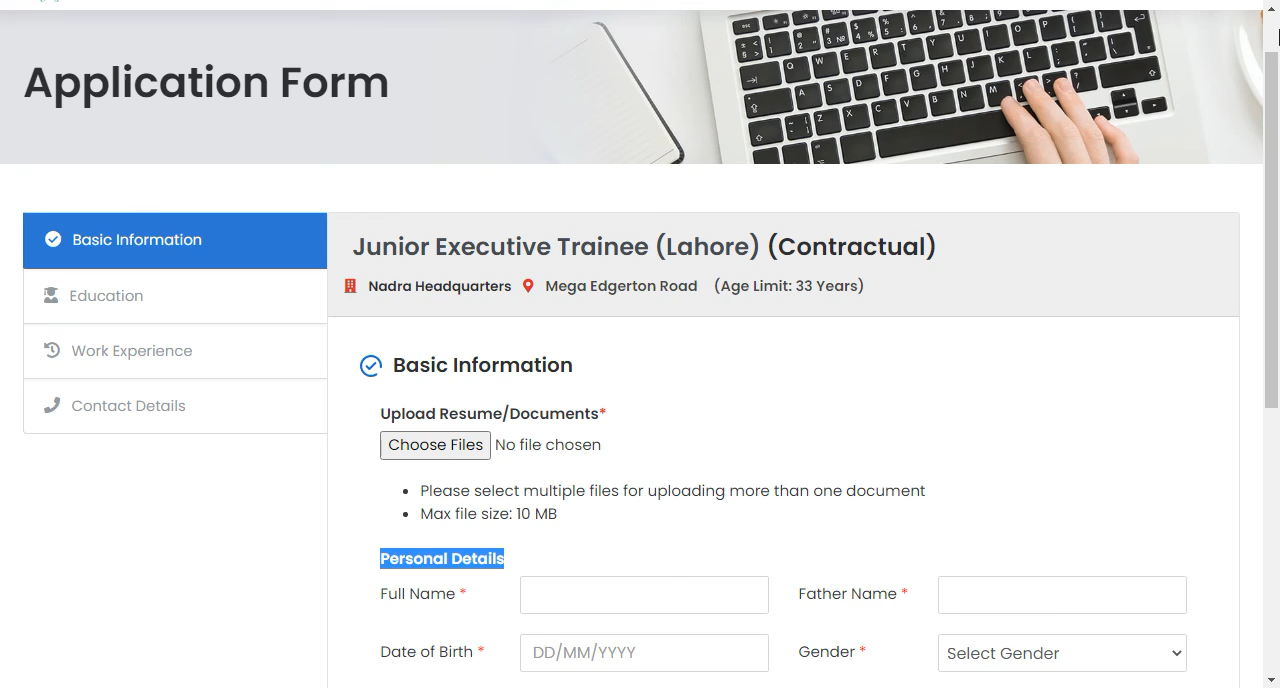 Application Form
Basic Information
Education
Work Experience
Contact Details
Junior Executive Trainee (Lahore) (Contractual)
Nadra Headquarters Mega Edgerton Road (Age Limit: 33 Years)
Basic Information
Upload Resume/Documents*
Choose Files No file chosen
• Please select multiple files for uploading more than one document
• Max file size: 10 MB
Personal Details
Full Name * Father Name *
Date of Birth * DD/MM/YYYY Gender * Select Gender